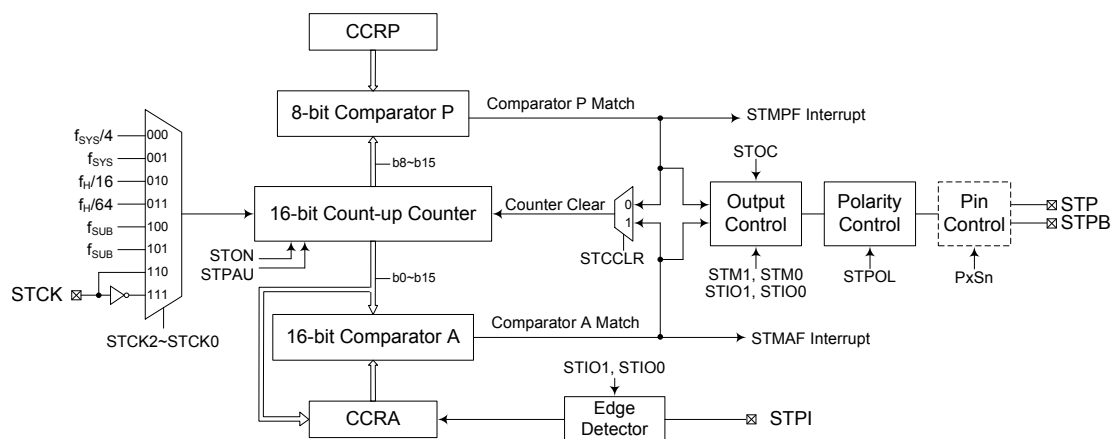 CCRP
8-bit Comparator P
Comparator P Match
STMPF Interrupt
b8~b15
fSYS/4
000
fSYS
001
fH/16
010
fH/64
011
fSUB
100
fSUB
101
110
111
STCK
STCK2~STCK0
16-bit Count-up Counter
STON
STPAU
Counter Clear
0
1
STCCLR
STOC
Output
Control
STM1, STM0
STIO1, STIO0
Polarity
Control
STPOL
Pin
Control
PxSn
STP
STPB
b0~b15
16-bit Comparator A
Comparator A Match
STMAF Interrupt
STIO1, STIO0
CCRA
Edge
Detector
STPI